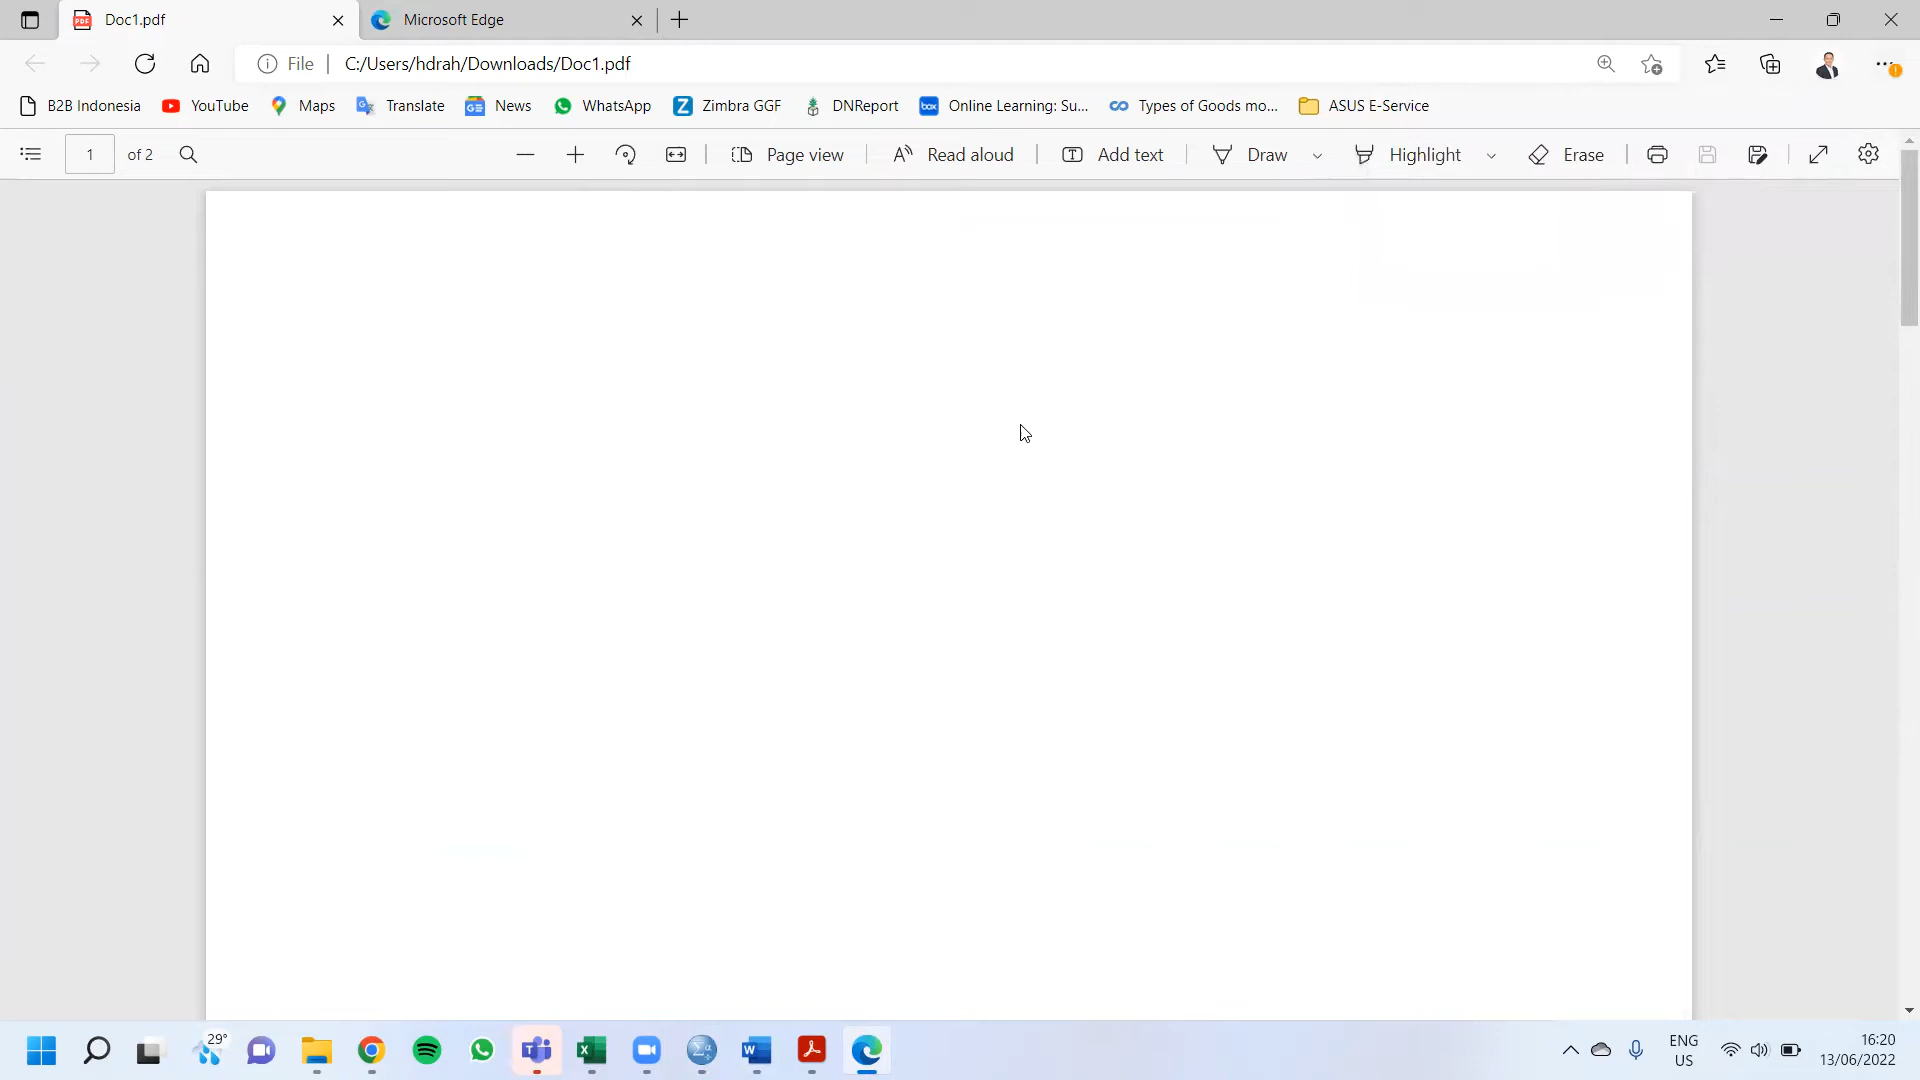 Doc1.pdf
Microsoft Edge
File
C:/Users/hdrah/Downloads/Doc1.pdf
B2B Indonesia
YouTube
Maps
Translate
News
WhatsApp
Zimbra GGF
DNReport
Online Learning: Su...
Types of Goods mo...
ASUS E-Service
1
of 2
Page view
Read aloud
Add text
Draw
Highlight
Erase
29°
ENG
US
16:20
13/06/2022